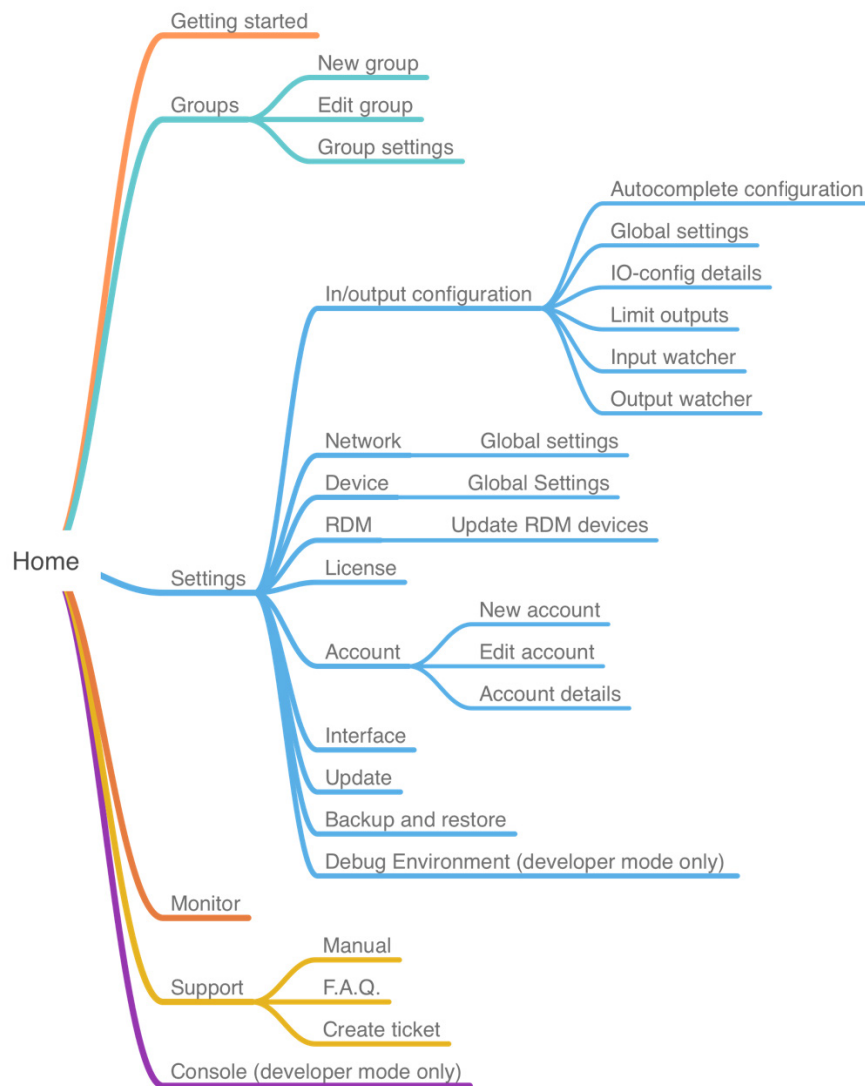 Getting started
New group
Groups
Edit group
Group settings
Autocomplete configuration
Global settings
In/output configuration
IO-config details
Limit outputs
Input watcher
Output watcher
Network
Global settings
Device
Global Settings
RDM
Update RDM devices
Home
Settings
License
New account
Account
Edit account
Account details
Interface
Update
Backup and restore
Debug Environment (developer mode only)
Monitor
Manual
Support
F.A.Q.
Create ticket
Console (developer mode only)